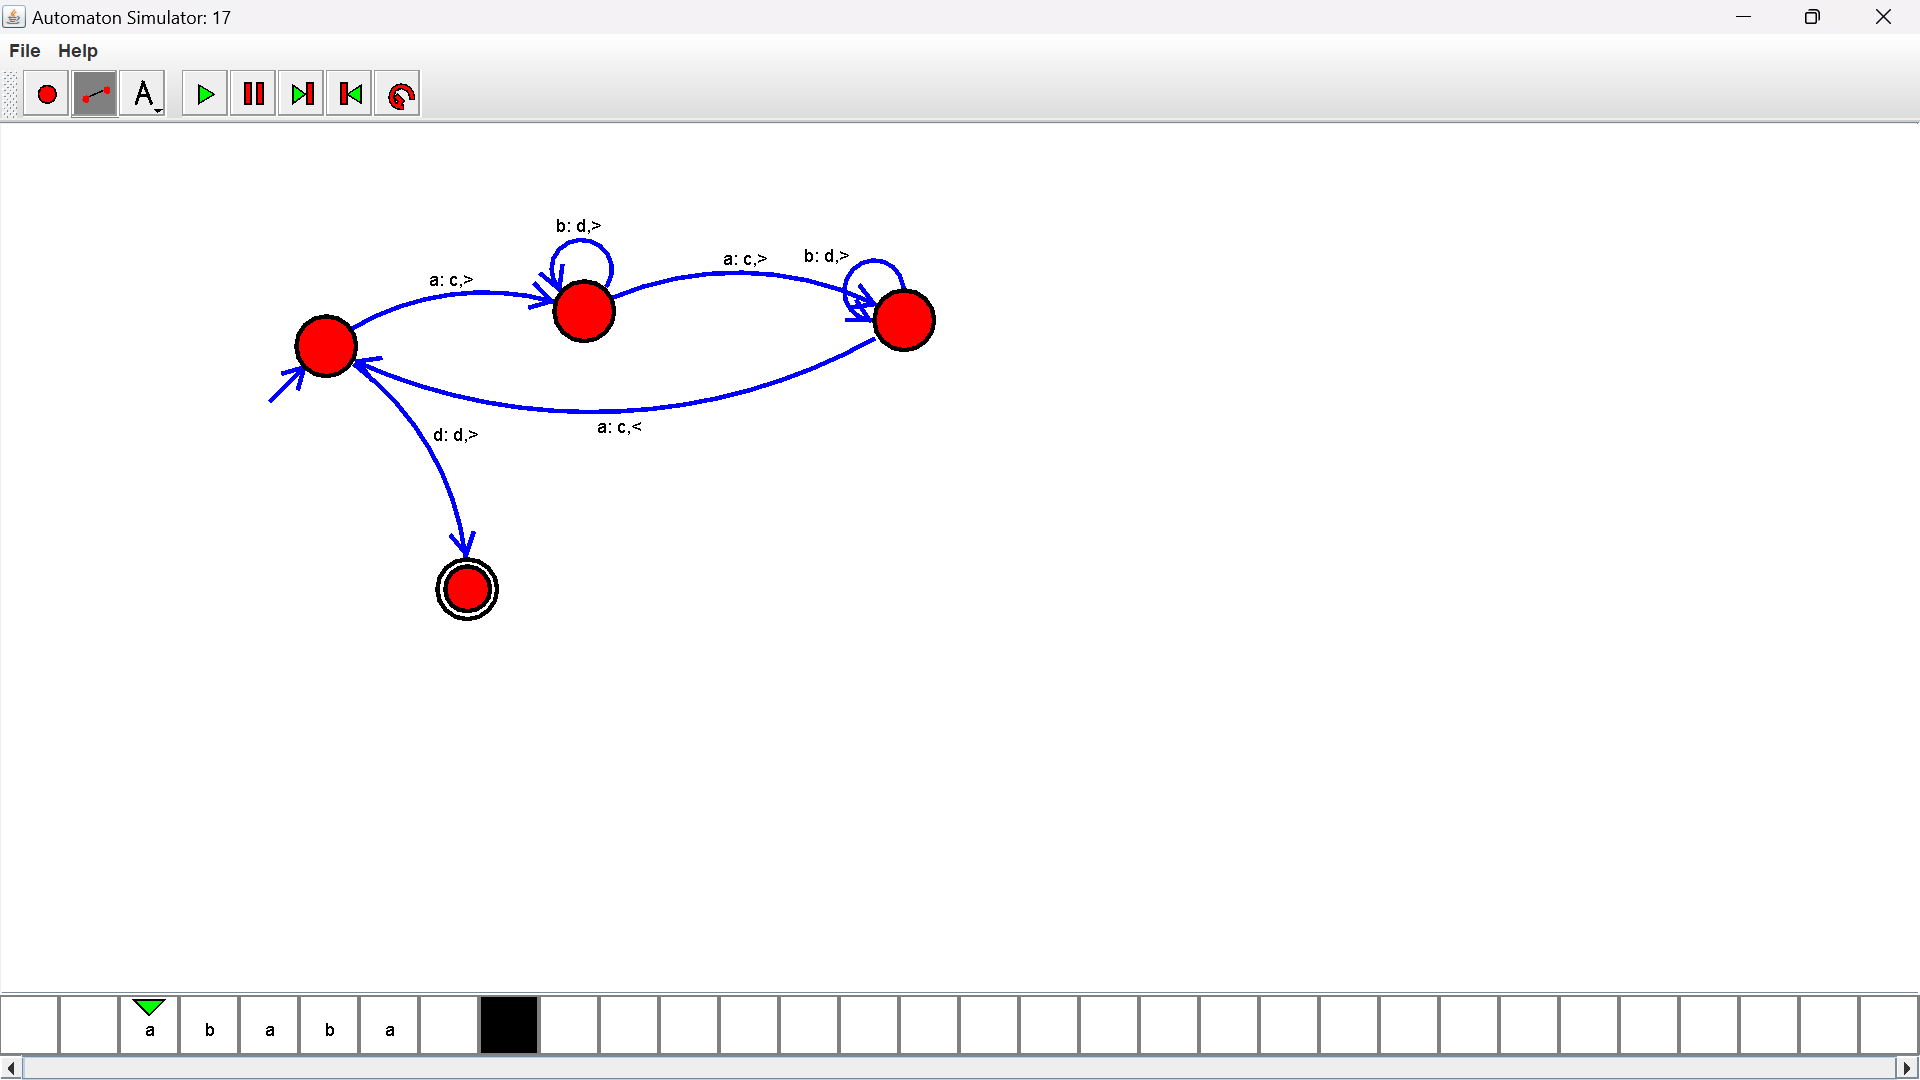 Automaton Simulator: 17
File Help
A
b: d,>
a: c,> b: d,>
a: c,>
a: c,<
d: d,>
a b a b a